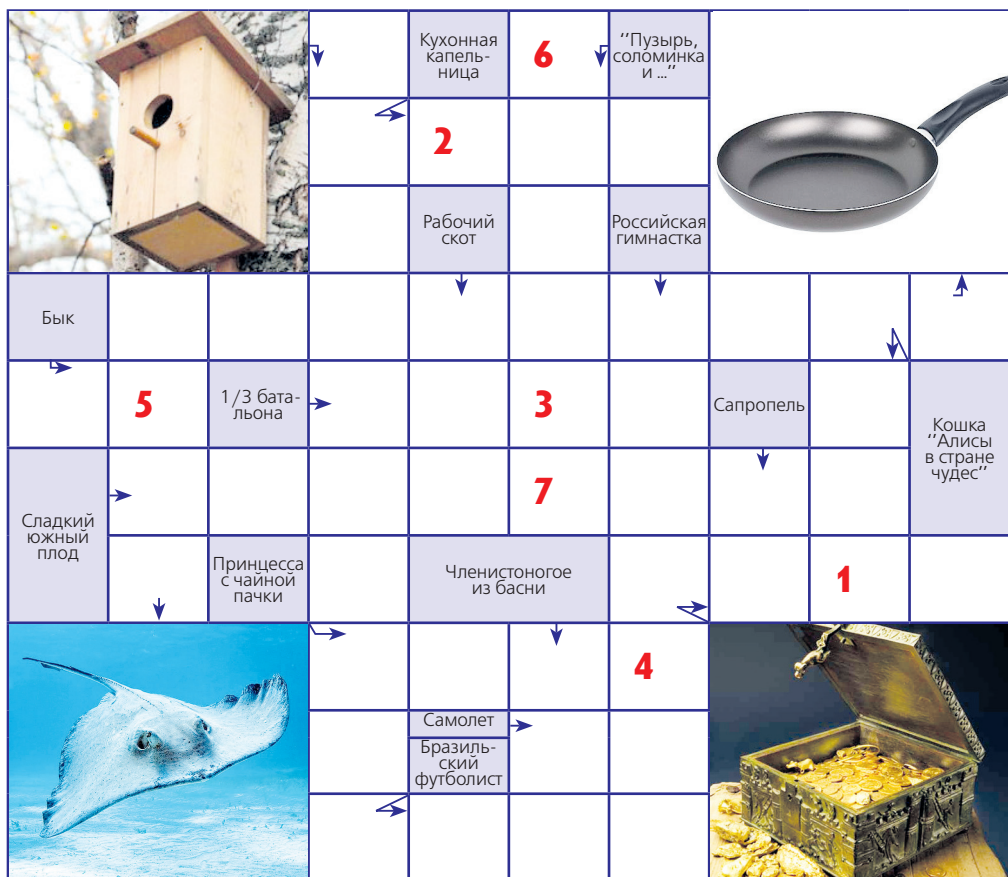 Кухонная
капель-
ница
6
"Пузырь,
соломинка
и ..."
2
Рабочий
скот
Российская
гимнастка
Бык
5
1/3 бата-
льона
3
Сапропель
Кошка
"Алисы
в стране
чудес"
Сладкий
южный
плод
7
Принцесса
с чайной
пачки
Членистоногое
из басни
1
4
Самолет
Бразиль-
ский
футболист